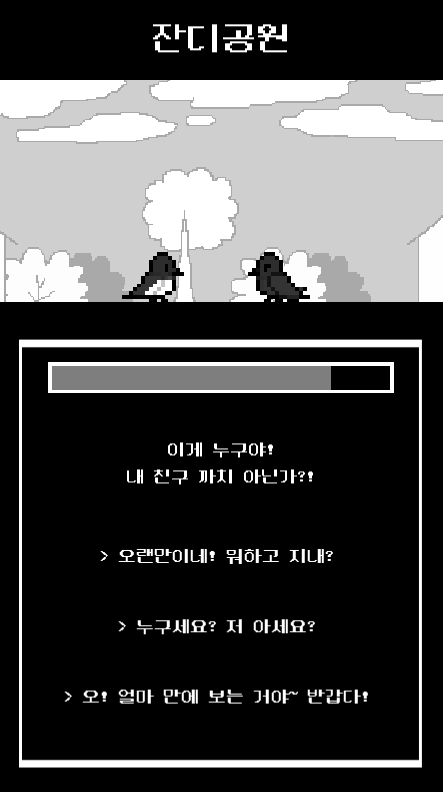 잔디공원
이게 누구야!
내 친구 까치 아닌가?!
> 오랜만이네! 뭐하고 지내?
> 누구세요? 저 아세요?
> 오! 얼마 만에 보는 거야~ 반갑다!